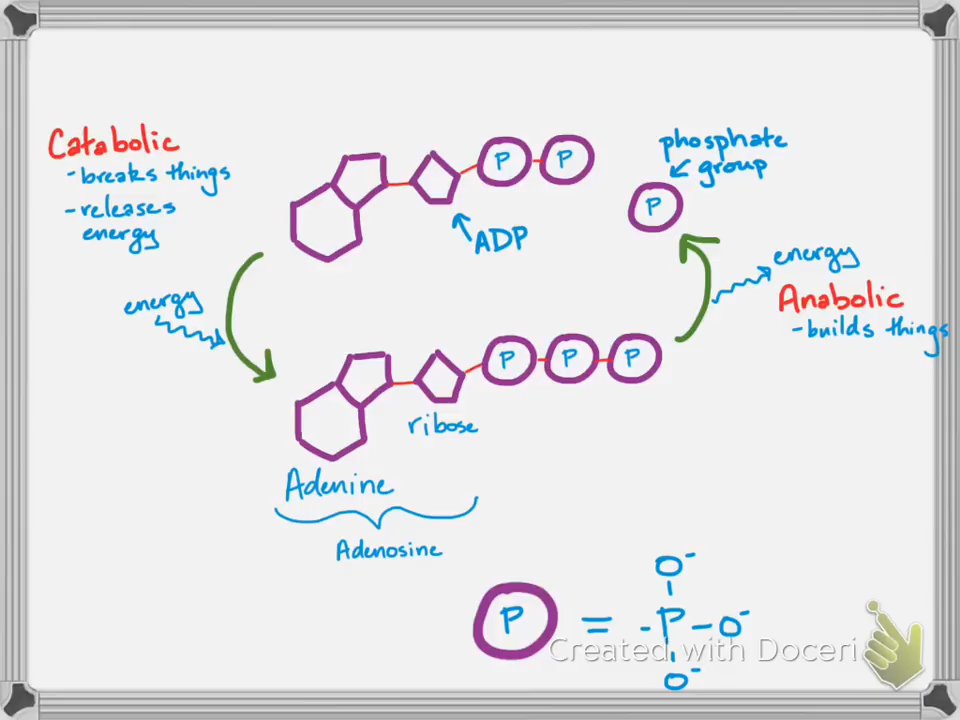 Catabolic
- breaks things
- releases
energy
P P
phosphate
group
P
ADP
energy
energy
Anabolic
- builds things
P P P
ribose
Adenine
Adenosine
O⁻
P = -P-O⁻
O⁻
Created with Doceri